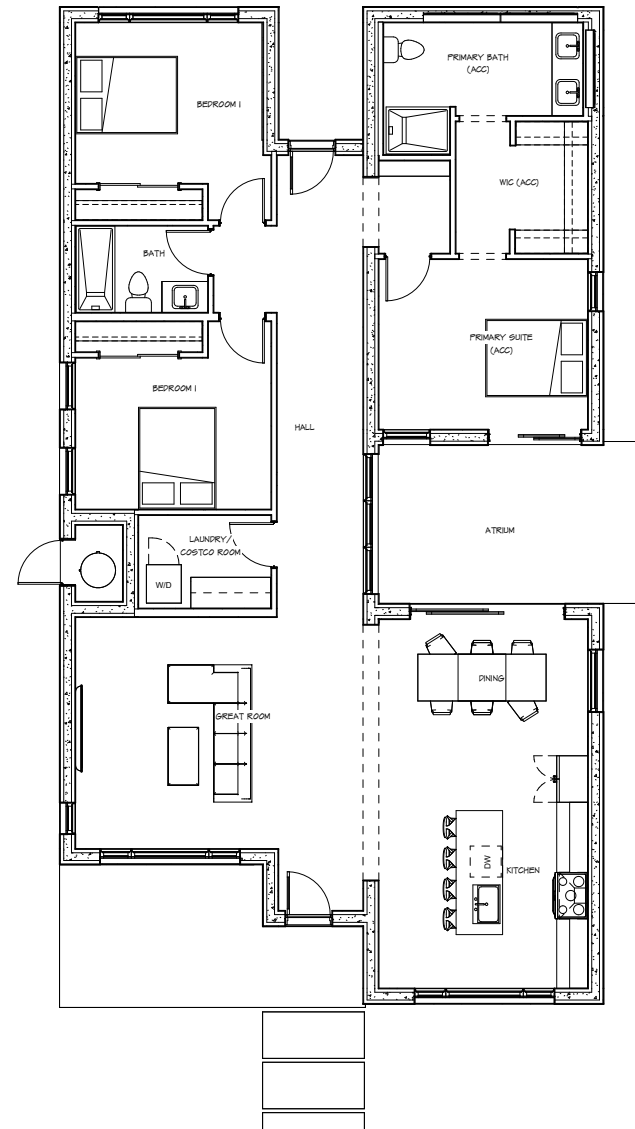 PRIMARY BATH
(ACC)
BEDROOM 1
WIC (ACC)
BATH
PRIMARY SUITE
(ACC)
BEDROOM 1
HALL
ATRIUM
LAUNDRY/
COSTCO ROOM
W/D
DINING
GREAT ROOM
DW
KITCHEN